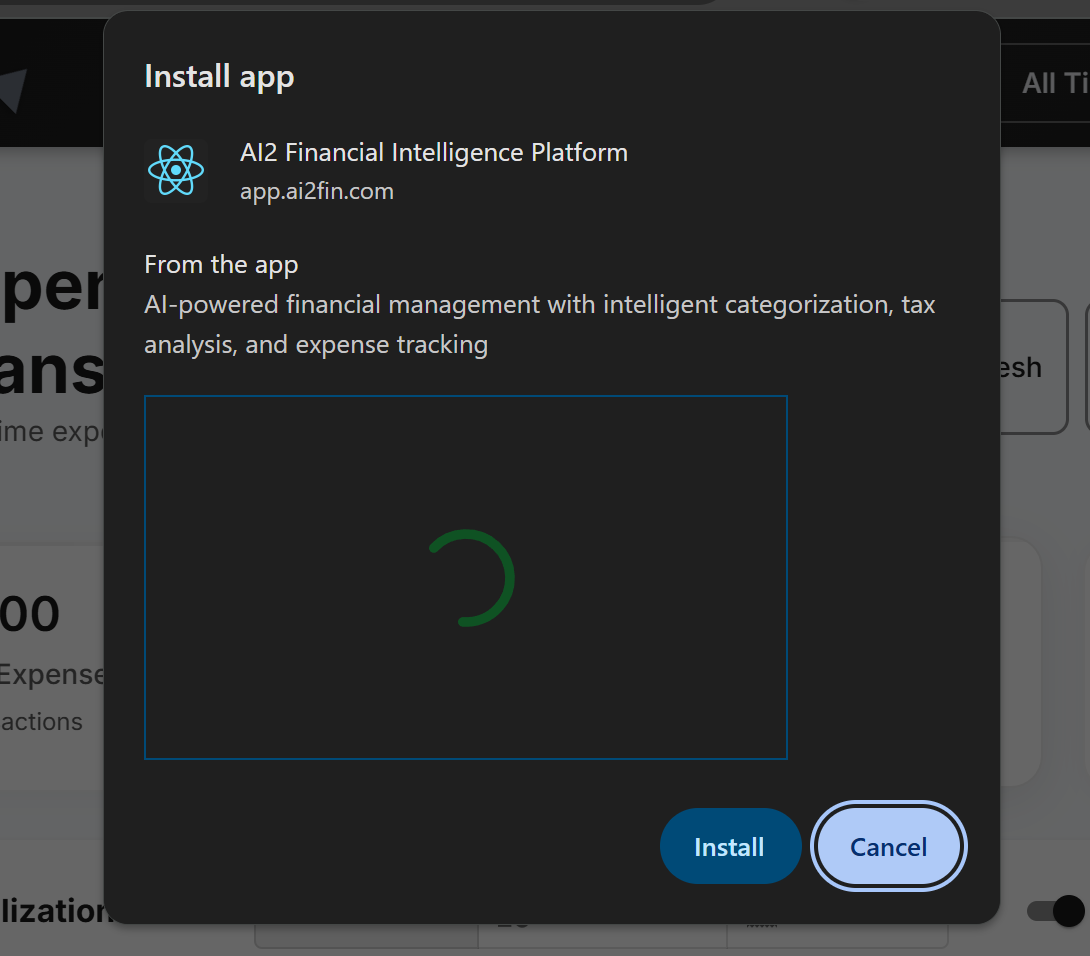 Install app
All Ti
AI2 Financial Intelligence Platform
app.ai2fin.com
From the app
AI-powered financial management with intelligent categorization, tax
analysis, and expense tracking
per
ans
esh
ime exp
00
Expense
actions
Install
Cancel
lization